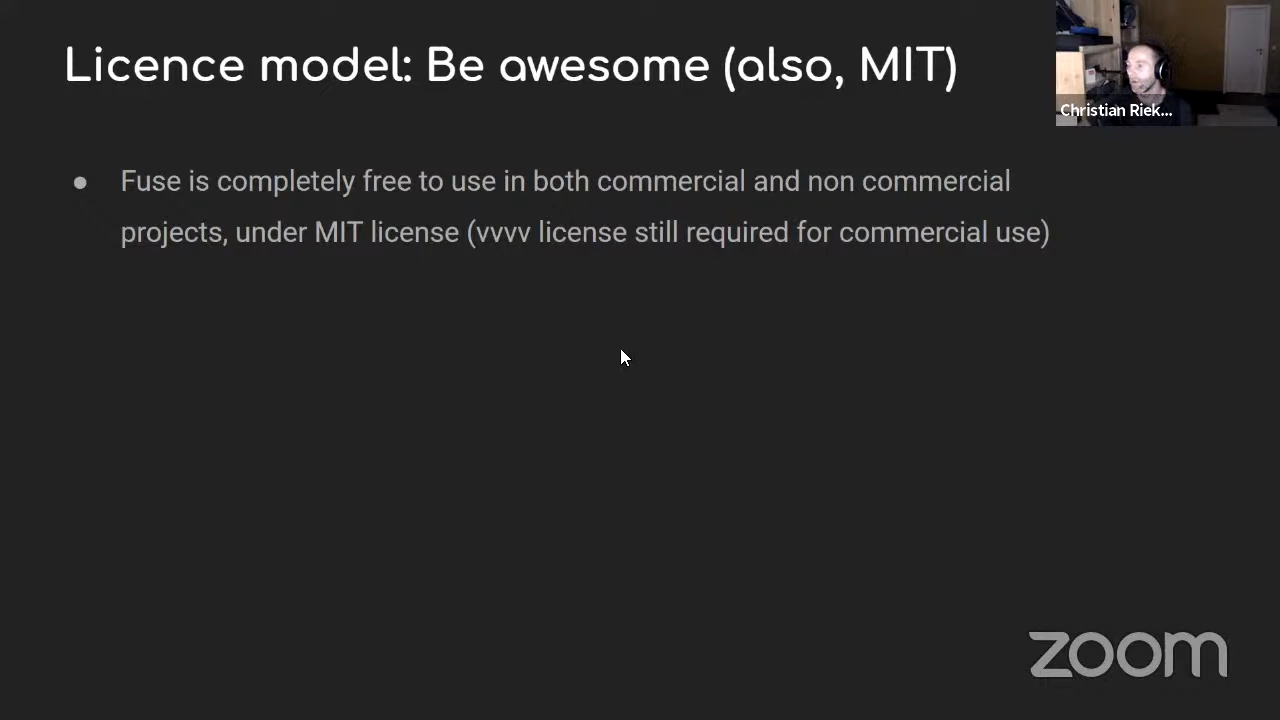 Licence model: Be awesome (also, MIT)
Christian Riek...
● Fuse is completely free to use in both commercial and non commercial
projects, under MIT license (vvvv license still required for commercial use)
zoom